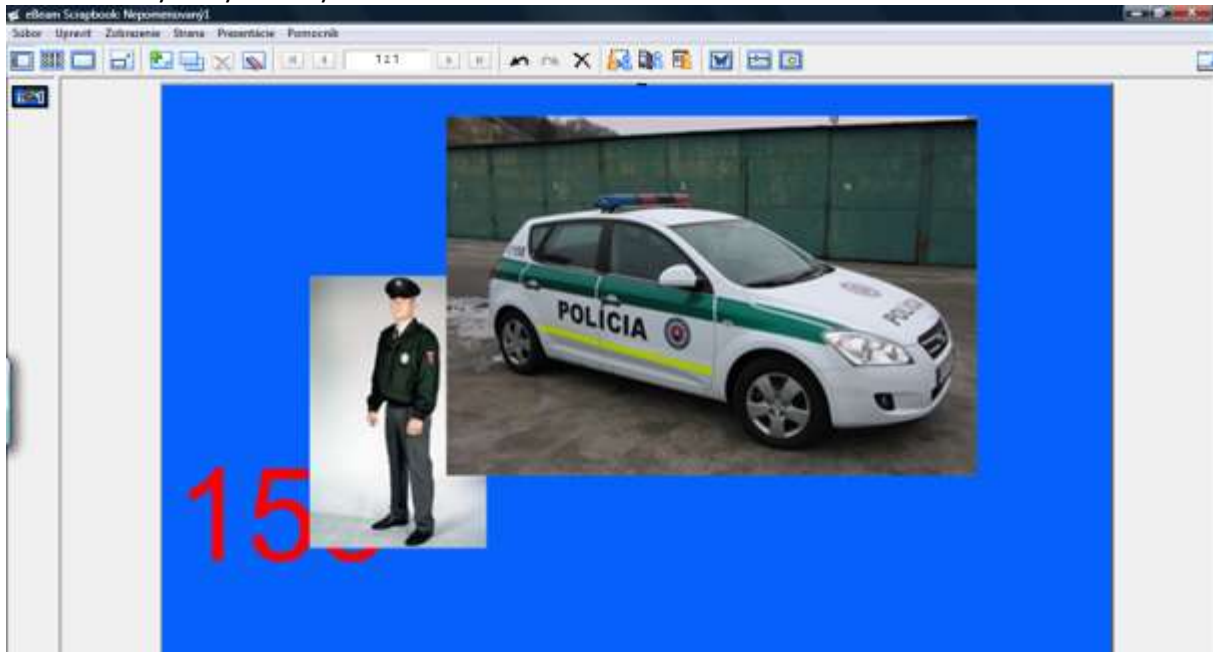 eBeam Scrapbook: Nepomenovaný1
Súbor Upraviť Zobrazenie Strana Prezentácie Pomocník
1 z 1
POLÍCIA
POLÍCIA
15